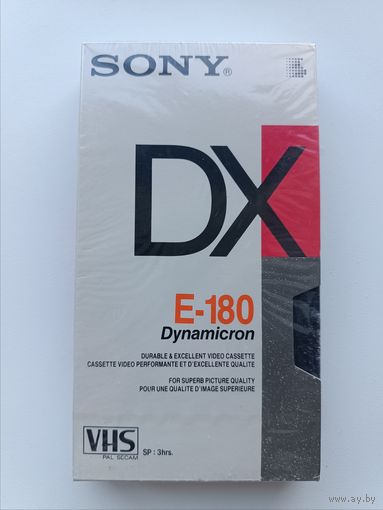 SONY®
DX
E-180
Dynamicron
DURABLE & EXCELLENT VIDEO CASSETTE
CASSETTE VIDEO PERFORMANTE ET D'EXCELLENTE QUALITE
FOR SUPERB PICTURE QUALITY
POUR UNE QUALITE D'IMAGE SUPERIEURE
VHS
PAL SECAM
SP : 3hrs.
www.ay.by